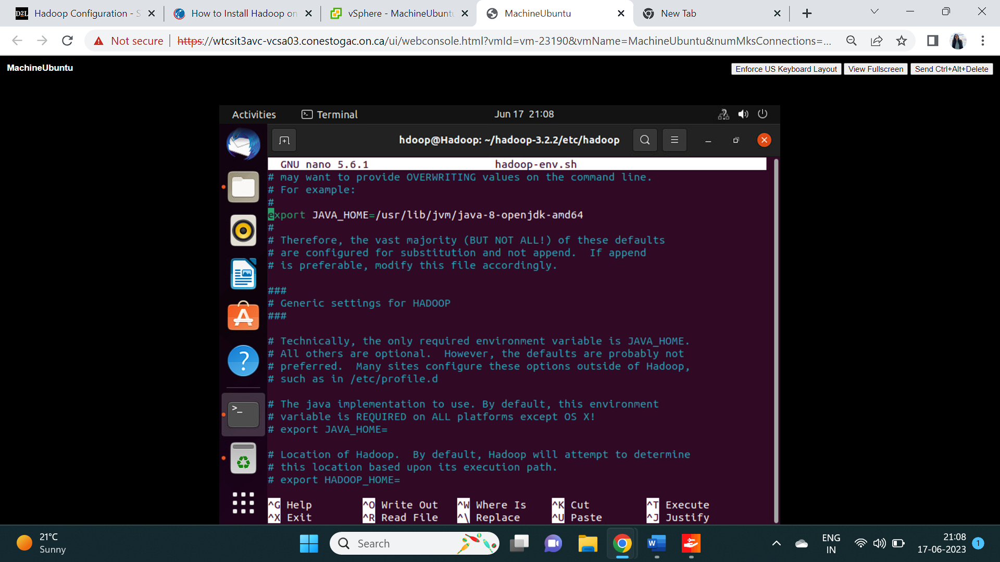 Hadoop Configuration - S
How to Install Hadoop on
vSphere - MachineUbuntu
MachineUbuntu
New Tab
Not secure
https://wtcsit3avc-vcsa03.conestogac.on.ca/ui/webconsole.html?vmId=vm-23190&vmName=MachineUbuntu&numMksConnections=...
MachineUbuntu
Enforce US Keyboard Layout
View Fullscreen
Send Ctrl+Alt+Delete
Activities
Terminal
Jun 17 21:08
hdoop@Hadoop: ~/hadoop-3.2.2/etc/hadoop
GNU nano 5.6.1 hadoop-env.sh
# may want to provide OVERWRITING values on the command line.
# For example:
#
export JAVA_HOME=/usr/lib/jvm/java-8-openjdk-amd64
#
# Therefore, the vast majority (BUT NOT ALL!) of these defaults
# are configured for substitution and not append.  If append
# is preferable, modify this file accordingly.
###
# Generic settings for HADOOP
###
# Technically, the only required environment variable is JAVA_HOME.
# All others are optional.  However, the defaults are probably not
# preferred.  Many sites configure these options outside of Hadoop,
# such as in /etc/profile.d
# The java implementation to use. By default, this environment
# variable is REQUIRED on ALL platforms except OS X!
# export JAVA_HOME=
# Location of Hadoop.  By default, Hadoop will attempt to determine
# this location based upon its execution path.
# export HADOOP_HOME=
^G Help ^O Write Out ^W Where Is ^K Cut ^T Execute
^X Exit ^R Read File ^\ Replace ^U Paste ^J Justify
21°C
Sunny
Search
ENG
IN
21:08
17-06-2023
1